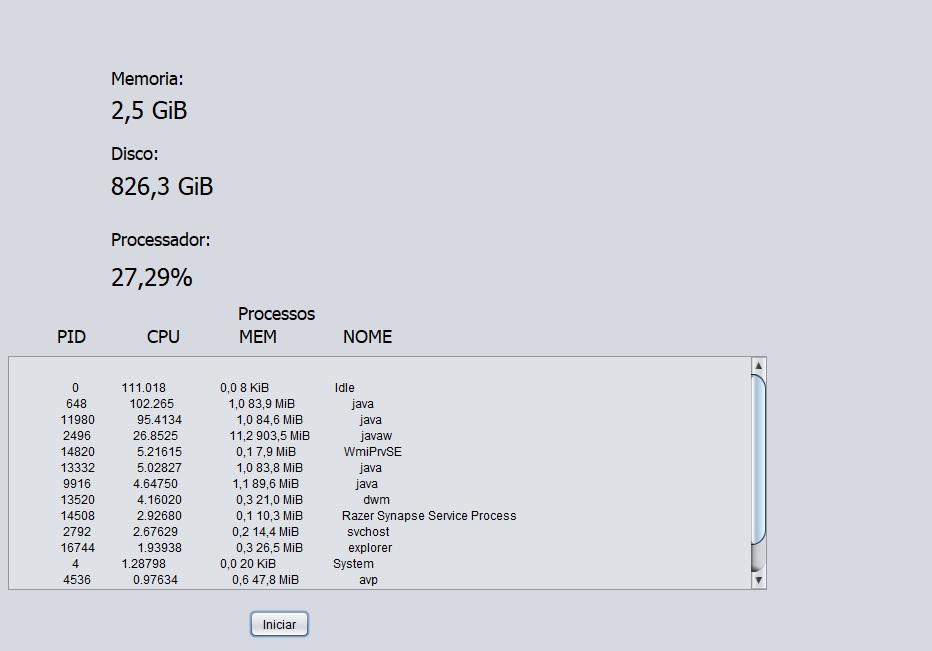 Memoria:
2,5 GiB
Disco:
826,3 GiB
Processador:
27,29%
Processos
PID CPU MEM NOME
0 111.018 0,0 8 KiB Idle
648 102.265 1,0 83,9 MiB java
11980 95.4134 1,0 84,6 MiB java
2496 26.8525 11,2 903,5 MiB javaw
14820 5.21615 0,1 7,9 MiB WmiPrvSE
13332 5.02827 1,0 83,8 MiB java
9916 4.64750 1,1 89,6 MiB java
13520 4.16020 0,3 21,0 MiB dwm
14508 2.92680 0,1 10,3 MiB Razer Synapse Service Process
2792 2.67629 0,2 14,4 MiB svchost
16744 1.93938 0,3 26,5 MiB explorer
4 1.28798 0,0 20 KiB System
4536 0.97634 0,6 47,8 MiB avp
Iniciar